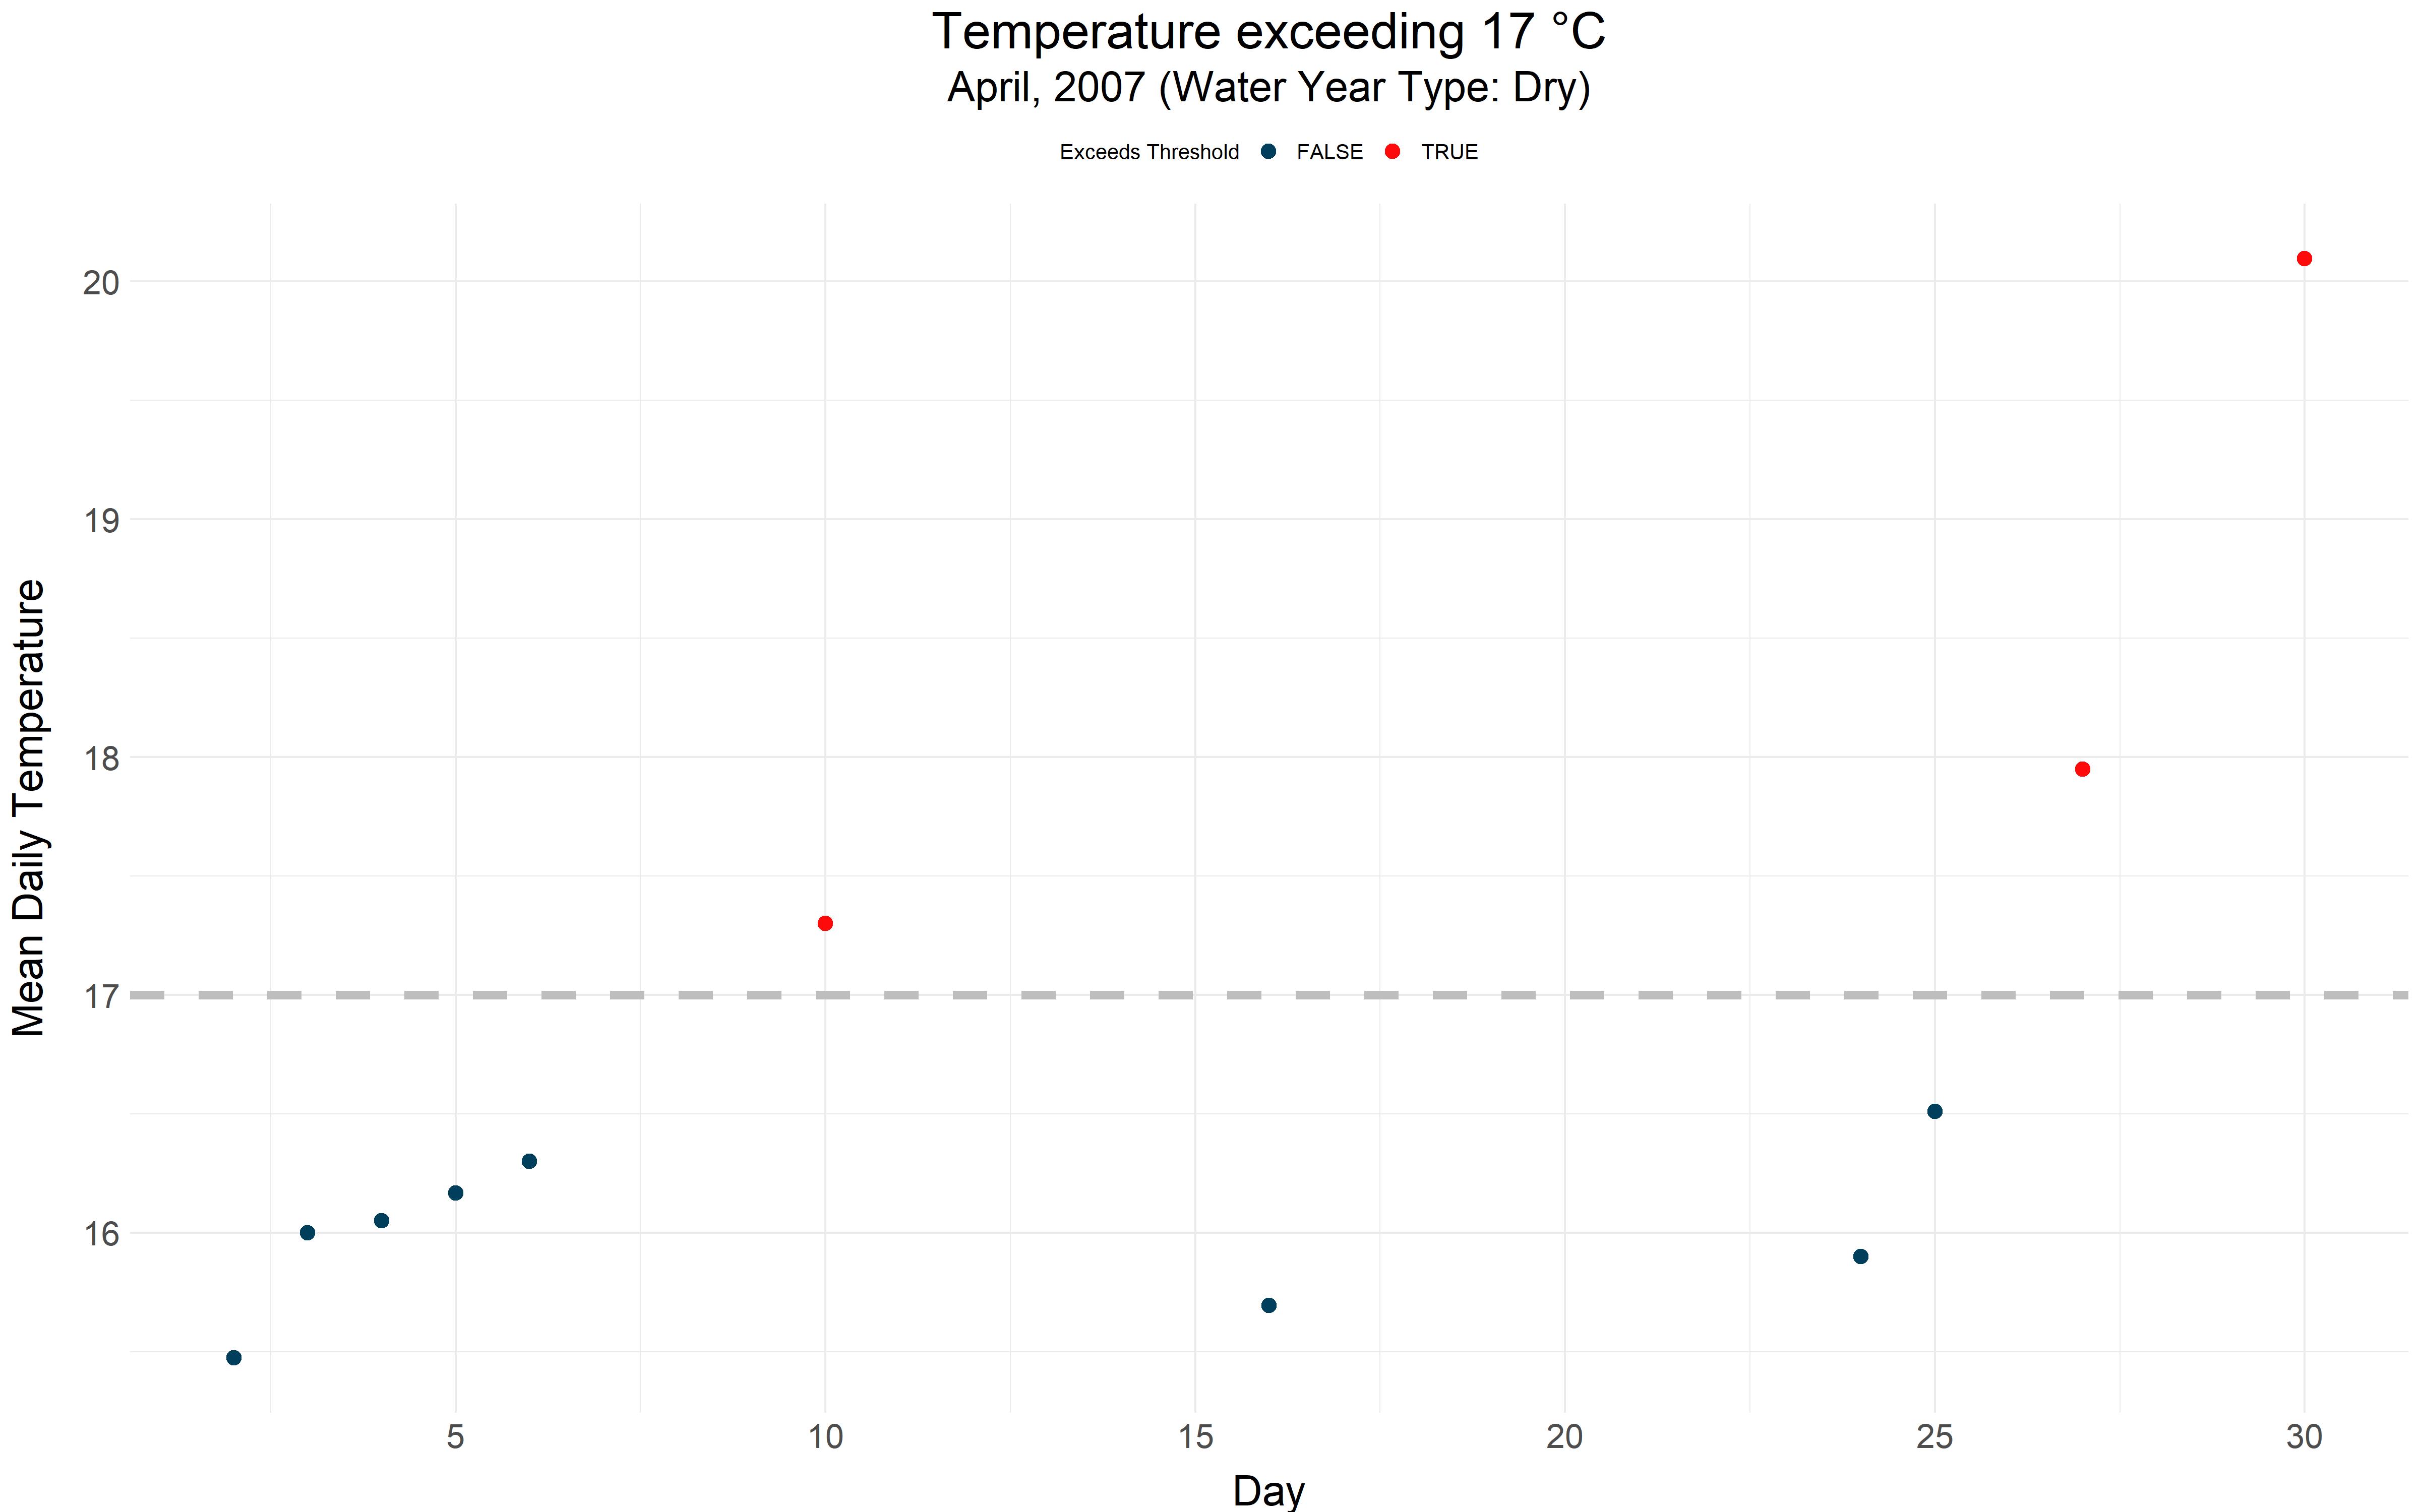 Temperature exceeding 17 °C
April, 2007 (Water Year Type: Dry)
Exceeds Threshold FALSE TRUE
Mean Daily Temperature
20
19
18
17
16
5 10 15 20 25 30
Day